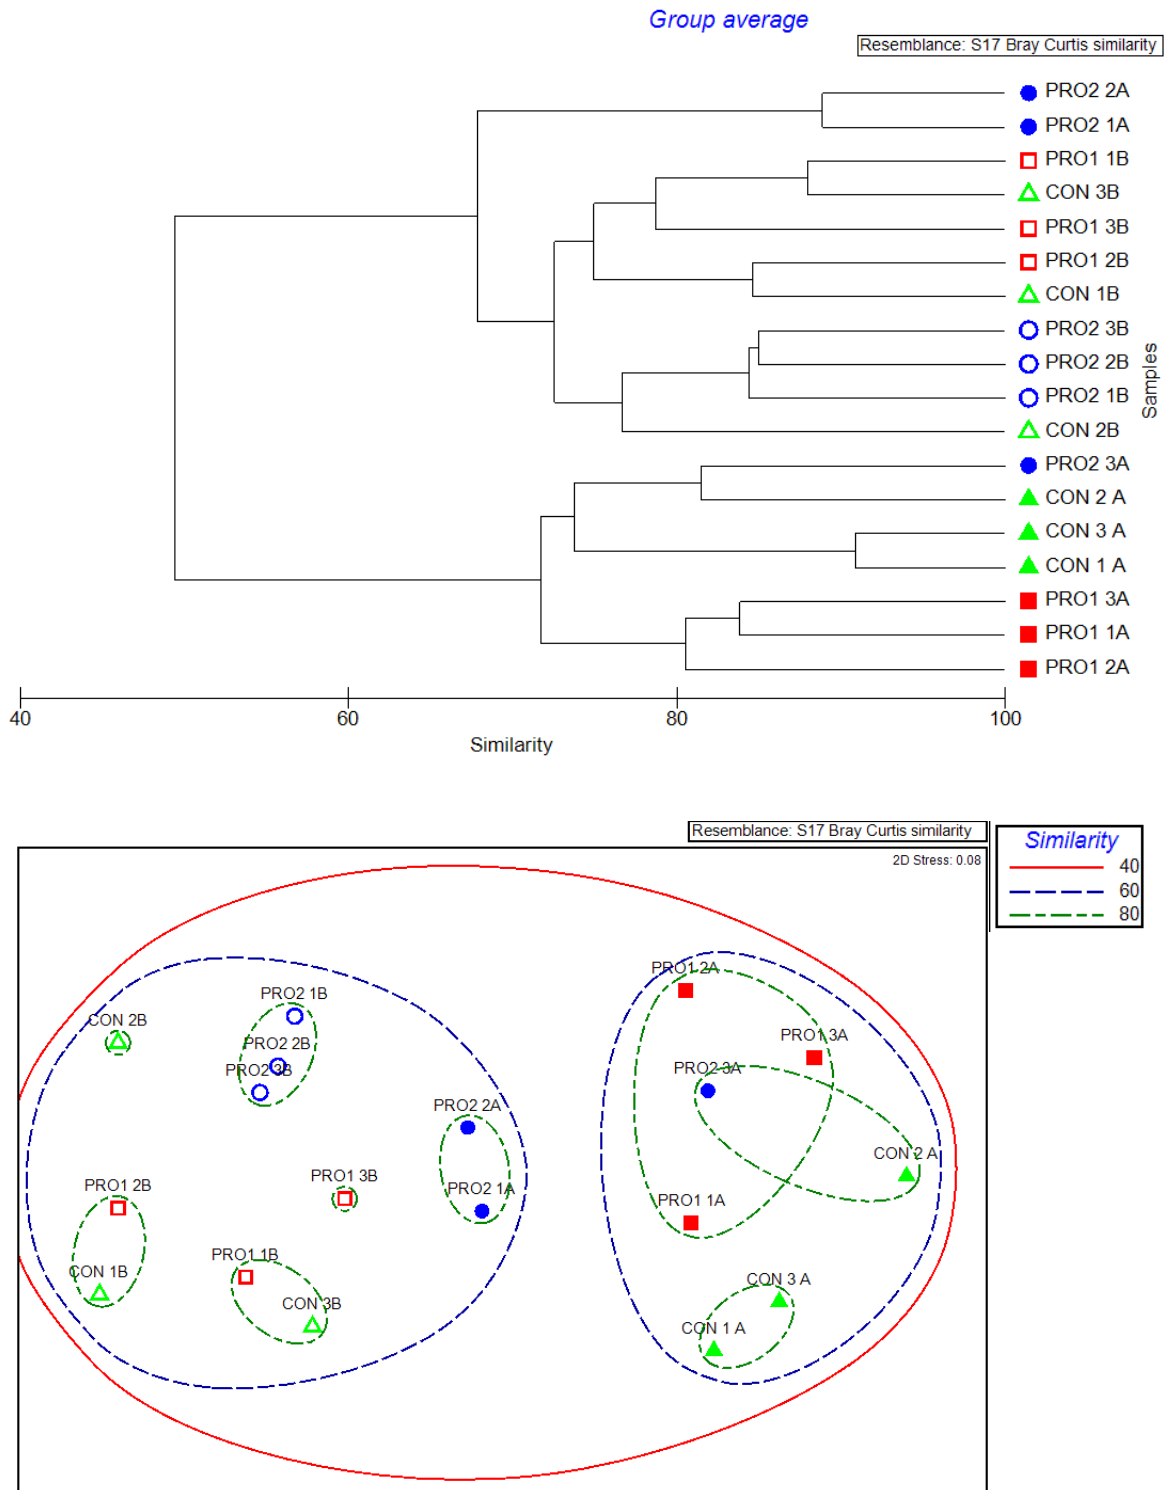 Group average
Resemblance: S17 Bray Curtis similarity
PRO2 2A
PRO2 1A
PRO1 1B
CON 3B
PRO1 3B
PRO1 2B
CON 1B
PRO2 3B
PRO2 2B
PRO2 1B
CON 2B
PRO2 3A
CON 2 A
CON 3 A
CON 1 A
PRO1 3A
PRO1 1A
PRO1 2A
Samples
40 60 80 100
Similarity
Resemblance: S17 Bray Curtis similarity
Similarity
40
60
80
2D Stress: 0.08
PRO1 2A
PRO2 1B
CON 2B
PRO1 3A
PRO2 2B
PRO2 3B
PRO2 3A
PRO2 2A
CON 2 A
PRO1 3B
PRO1 2B
PRO2 1A
PRO1 1A
PRO1 1B
CON 1B
CON 3 A
CON 3B
CON 1 A